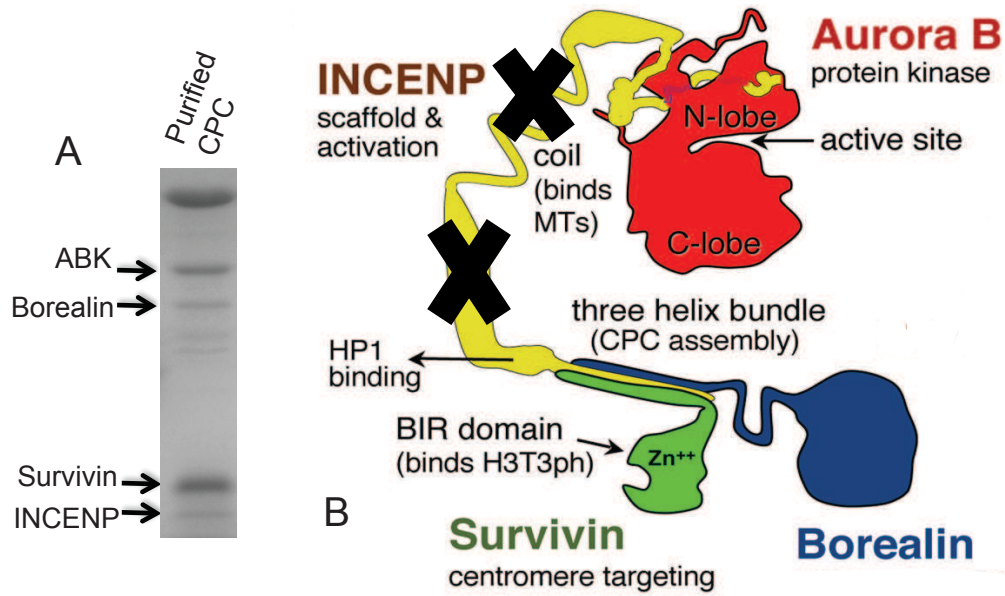 A
Purified
CPC
ABK
Borealin
Survivin
INCENP
B
INCENP
scaffold &
activation
Aurora B
protein kinase
N-lobe
active site
coil
(binds
MTs)
C-lobe
three helix bundle
(CPC assembly)
HP1
binding
BIR domain
(binds H3T3ph)
Zn++
Survivin
centromere targeting
Borealin